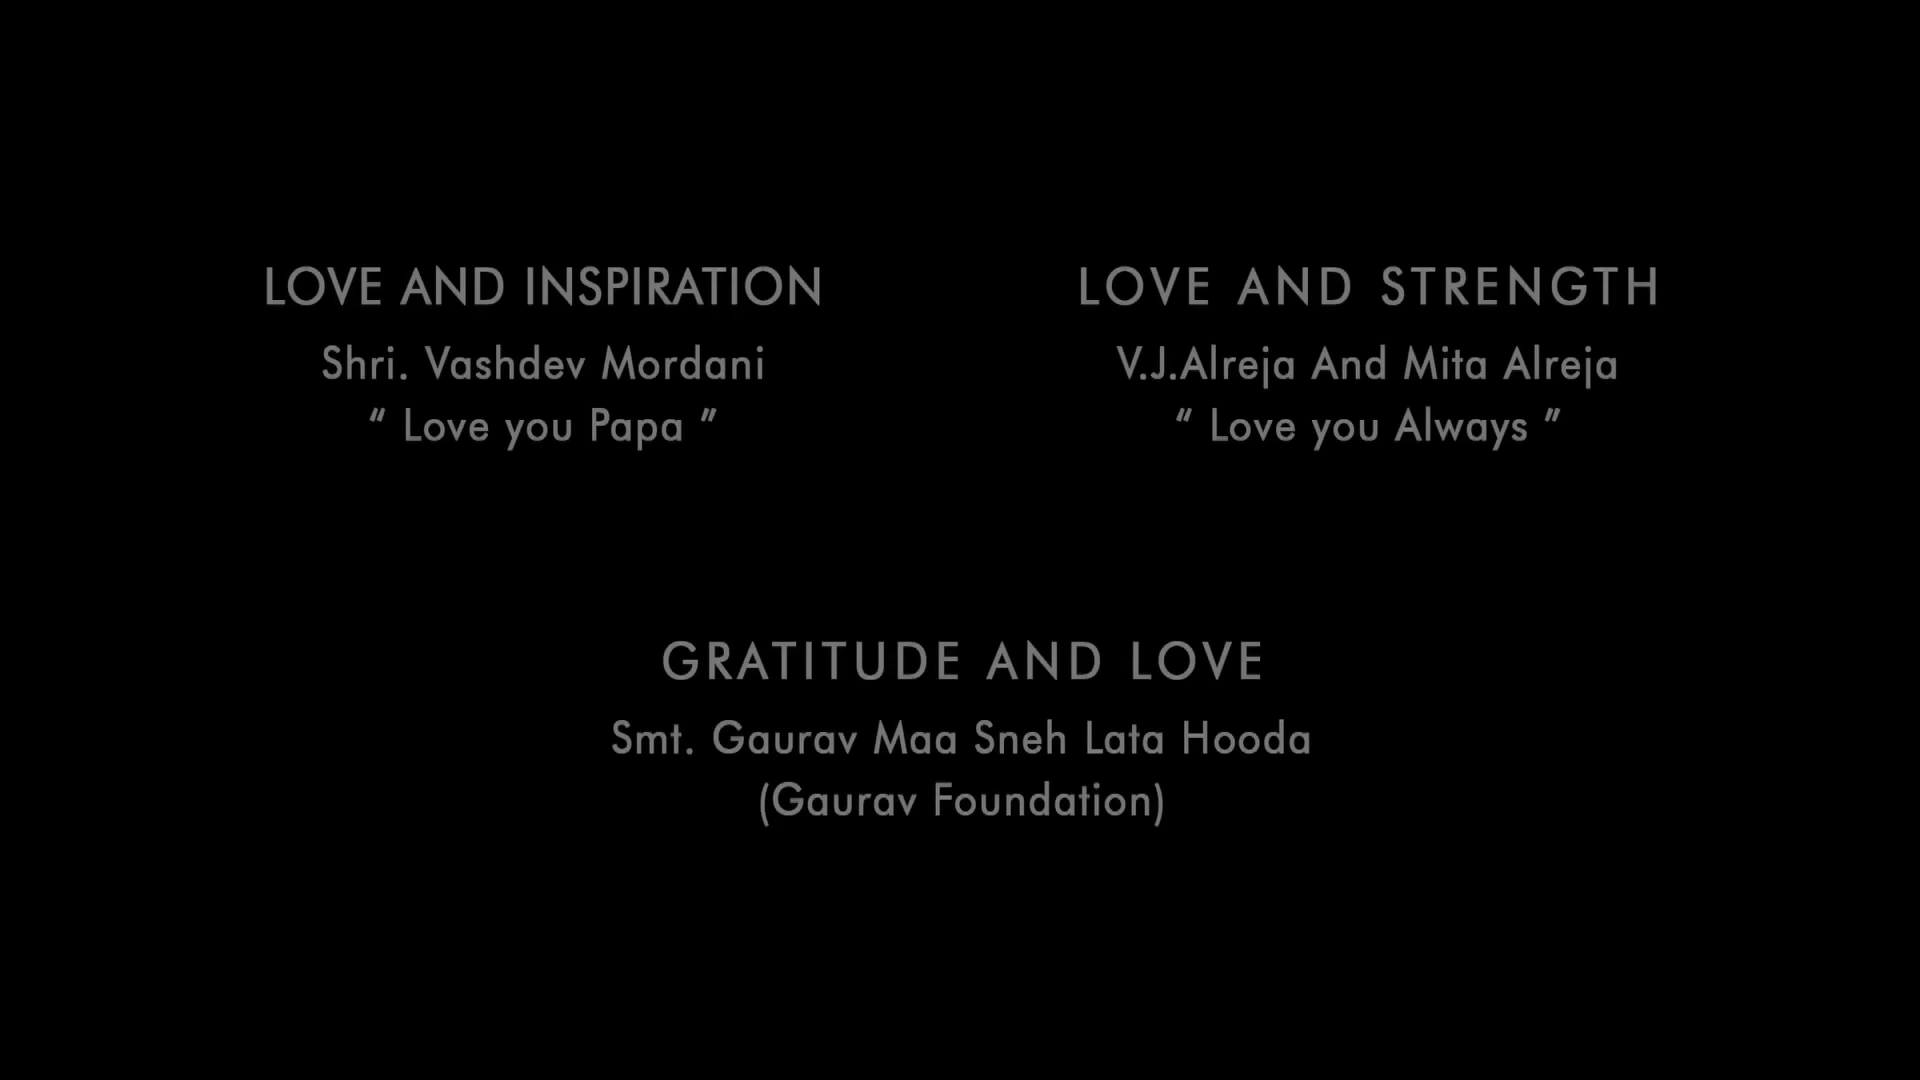 LOVE AND INSPIRATION
Shri. Vashdev Mordani
“ Love you Papa ”
LOVE AND STRENGTH
V.J.Alreja And Mita Alreja
“ Love you Always ”
GRATITUDE AND LOVE
Smt. Gaurav Maa Sneh Lata Hooda
(Gaurav Foundation)